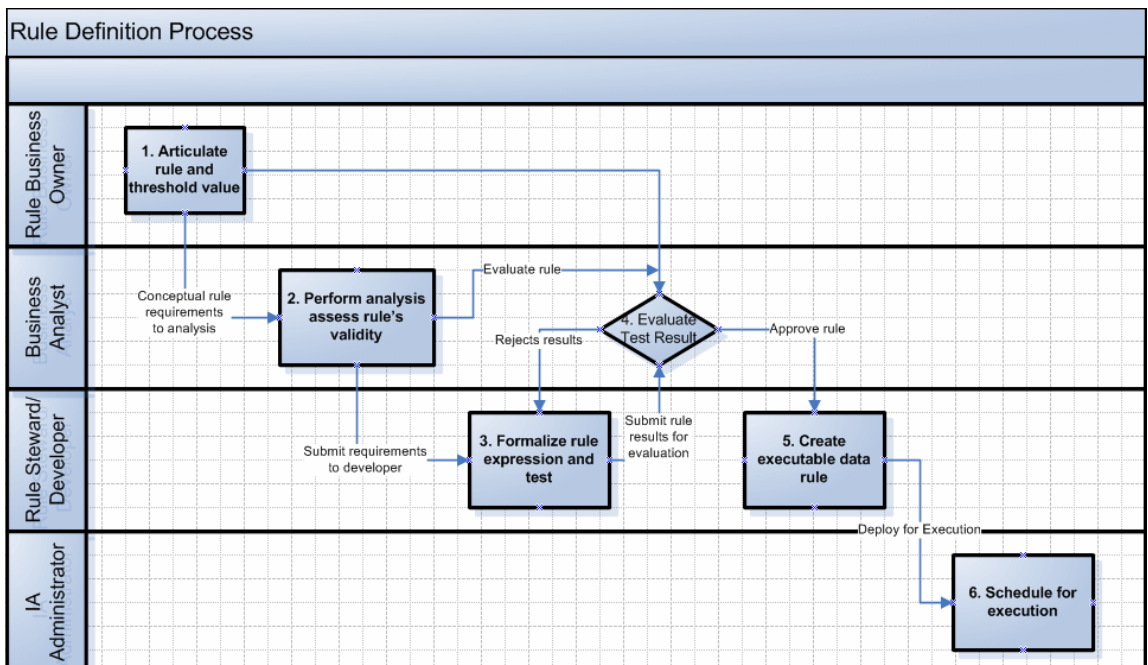 Rule Definition Process
Rule Business
Owner
1. Articulate
rule and
threshold value
Conceptual rule
requirements
to analysis
Business
Analyst
2. Perform analysis
assess rule's
validity
Evaluate rule
4. Evaluate
Test Result
Rejects results
Approve rule
Rule Steward/
Developer
Submit requirements
to developer
3. Formalize rule
expression and
test
Submit rule
results for
evaluation
5. Create
executable data
rule
Deploy for Execution
IA
Administrator
6. Schedule for
execution